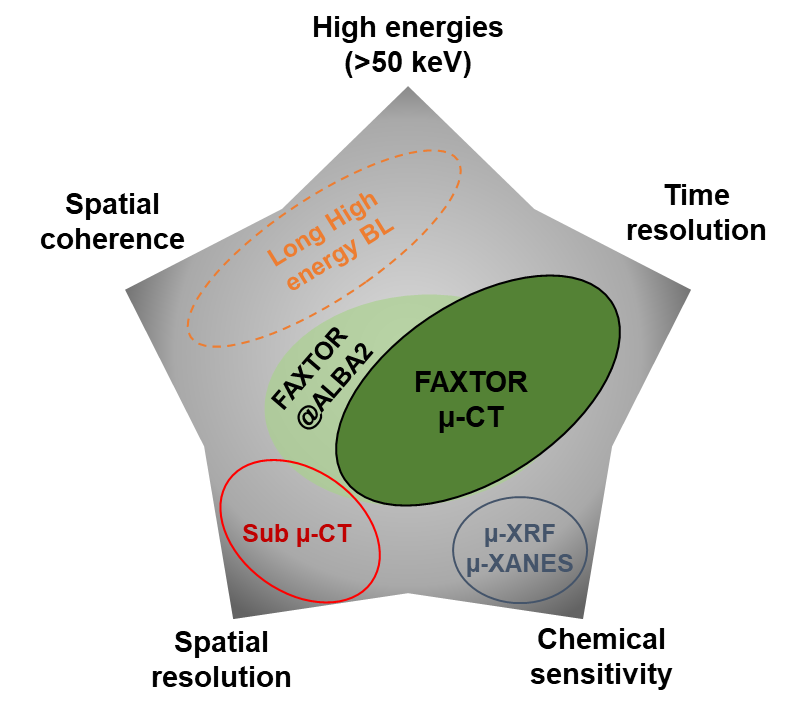 High energies
(>50 keV)
Spatial
coherence
Time
resolution
Long High
energy BL
FAXTOR
@ALBA2
FAXTOR
µ-CT
Sub µ-CT
µ-XRF
µ-XANES
Spatial
resolution
Chemical
sensitivity